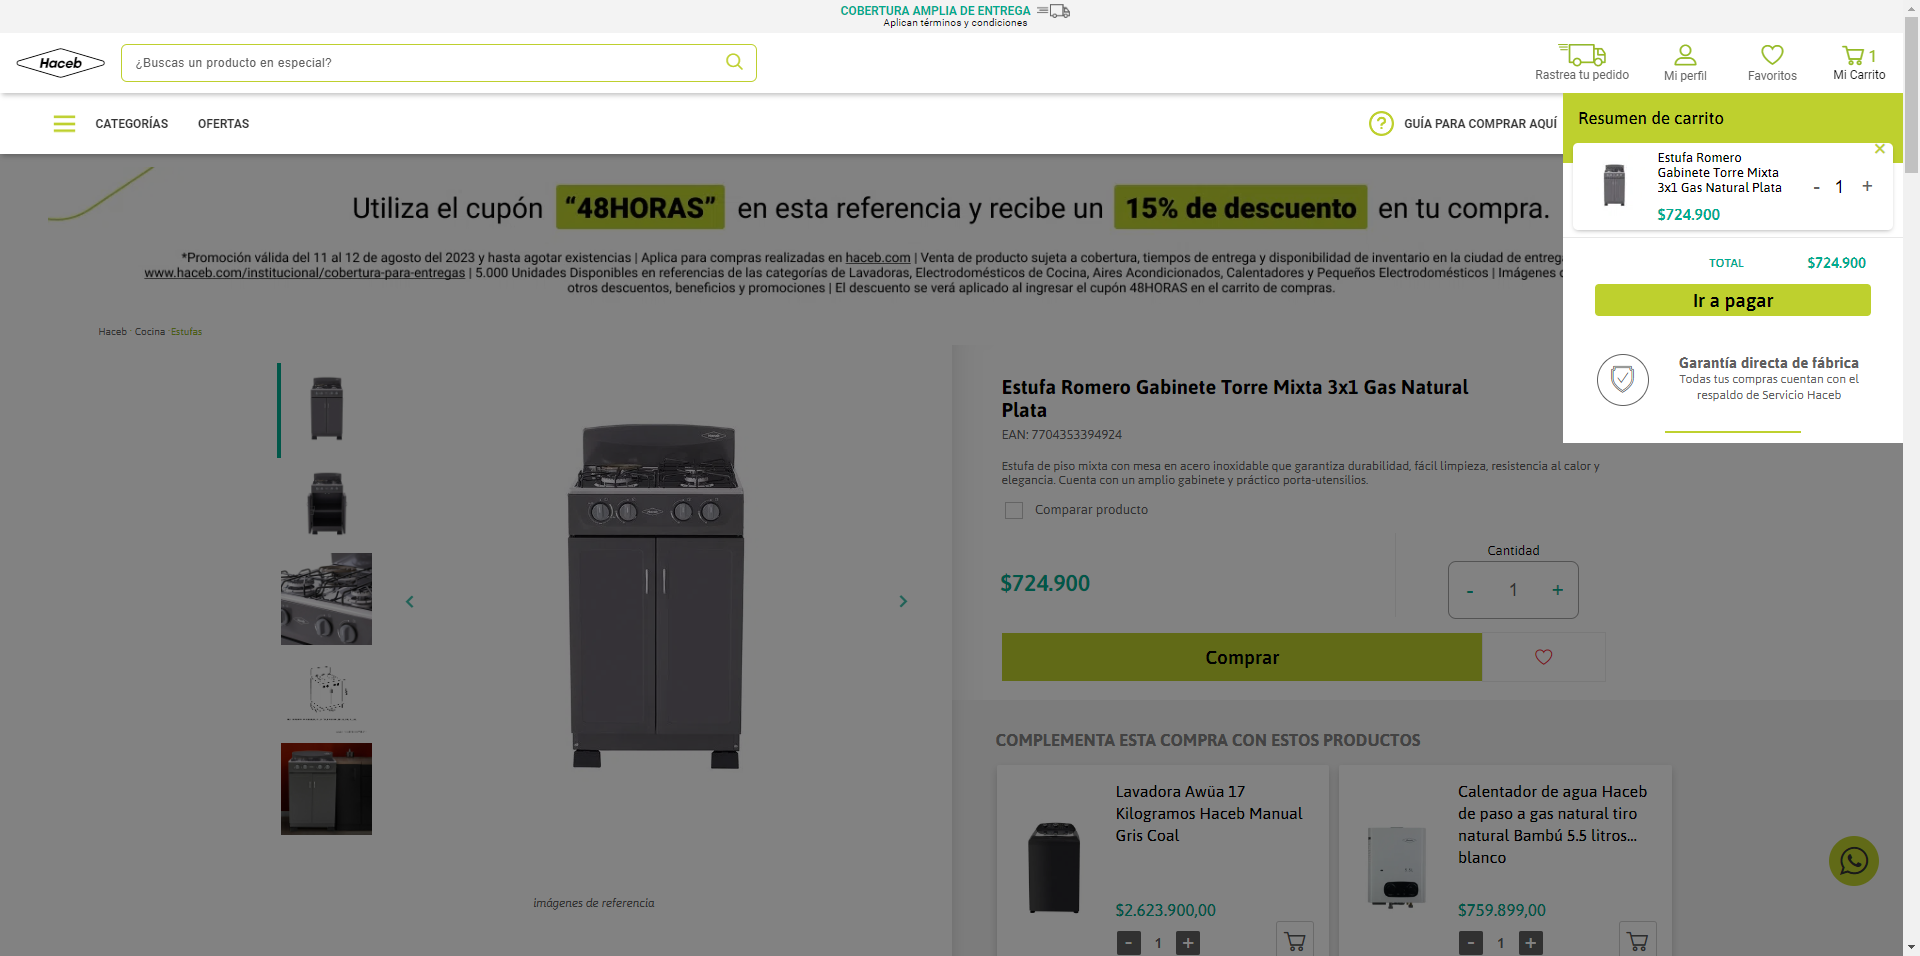 COBERTURA AMPLIA DE ENTREGA
Aplican términos y condiciones
Haceb
¿Buscas un producto en especial?
Rastrea tu pedido
Mi perfil
Favoritos
1
Mi Carrito
CATEGORÍAS
OFERTAS
? GUÍA PARA COMPRAR AQUÍ
Resumen de carrito
Estufa Romero
Gabinete Torre Mixta
3x1 Gas Natural Plata
- 1 +
$724.900
TOTAL $724.900
Ir a pagar
Garantía directa de fábrica
Todas tus compras cuentan con el
respaldo de Servicio Haceb
Utiliza el cupón “48HORAS” en esta referencia y recibe un 15% de descuento en tu compra.
*Promoción válida del 11 al 12 de agosto del 2023 y hasta agotar existencias | Aplica para compras realizadas en haceb.com | Venta de producto sujeta a cobertura, tiempos de entrega y disponibilidad de inventario en la ciudad de entrega
www.haceb.com/institucional/cobertura-para-entregas | 5.000 Unidades Disponibles en referencias de las categorías de Lavadoras, Electrodomésticos de Cocina, Aires Acondicionados, Calentadores y Pequeños Electrodomésticos | Imágenes
otros descuentos, beneficios y promociones | El descuento se verá aplicado al ingresar el cupón 48HORAS en el carrito de compras.
Haceb · Cocina · Estufas
Estufa Romero Gabinete Torre Mixta 3x1 Gas Natural
Plata
EAN: 7704353394924
Estufa de piso mixta con mesa en acero inoxidable que garantiza durabilidad, fácil limpieza, resistencia al calor y
elegancia. Cuenta con un amplio gabinete y práctico porta-utensilios.
Comparar producto
$724.900
Cantidad
- 1 +
Comprar
imágenes de referencia
COMPLEMENTA ESTA COMPRA CON ESTOS PRODUCTOS
Lavadora Awüa 17
Kilogramos Haceb Manual
Gris Coal
$2.623.900,00
- 1 +
Calentador de agua Haceb
de paso a gas natural tiro
natural Bambú 5.5 litros...
blanco
$759.899,00
- 1 +